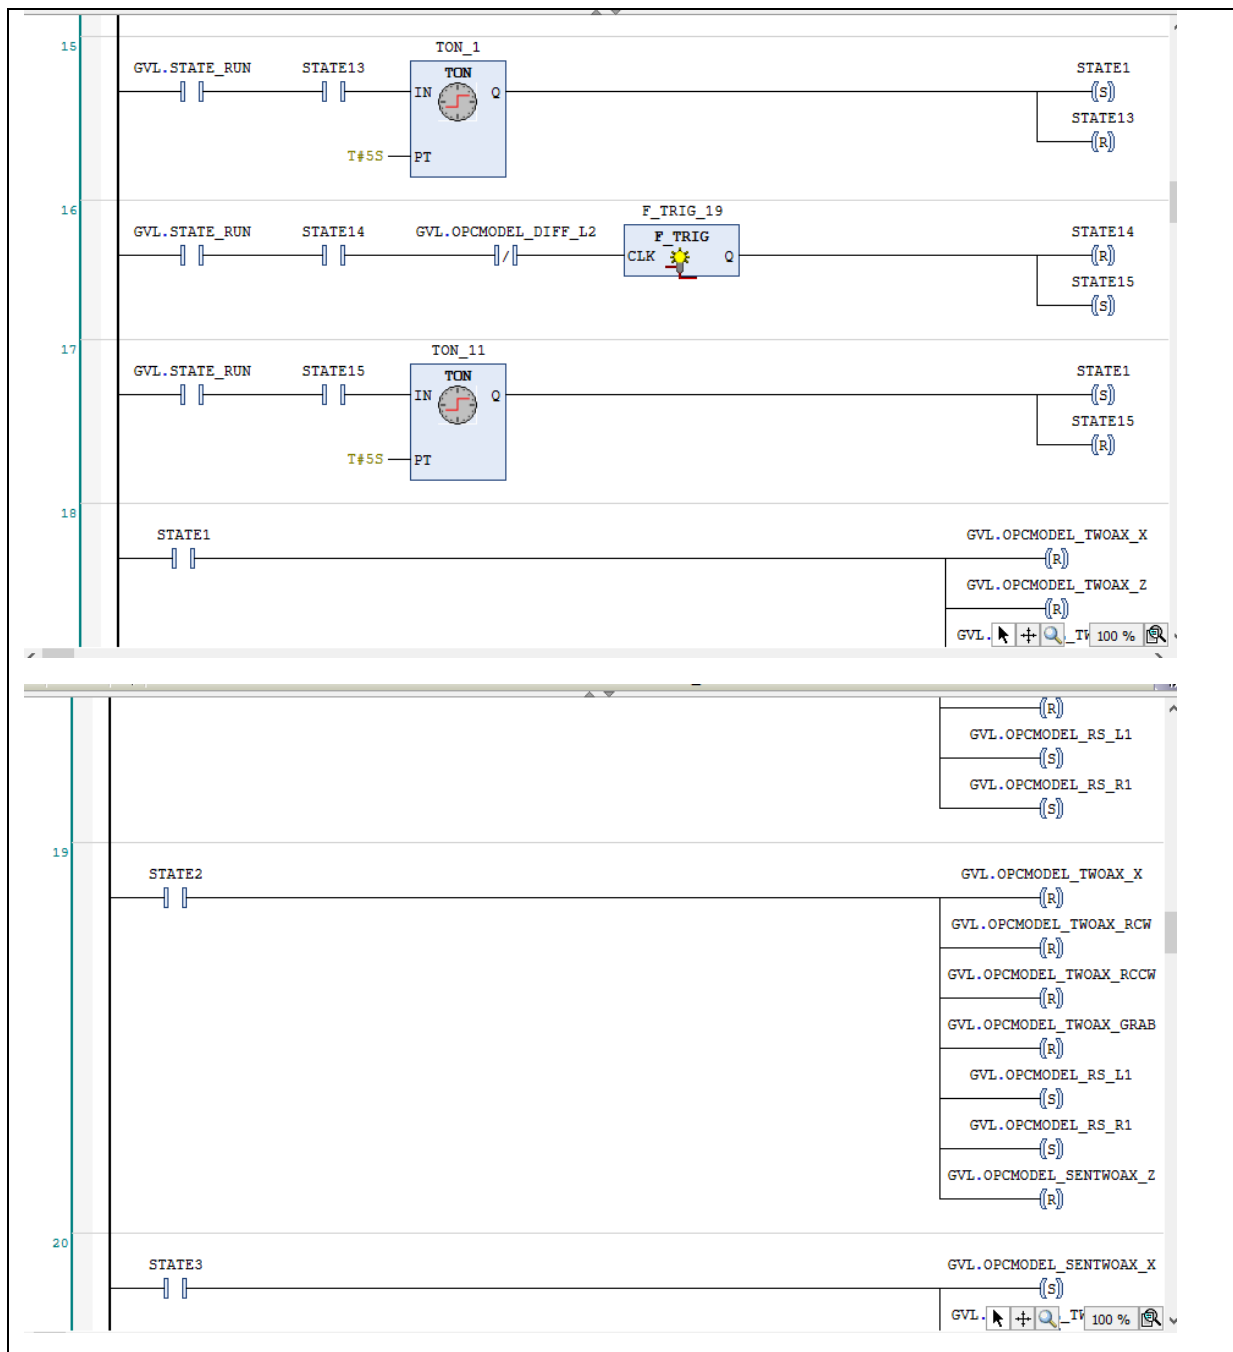 15
TON_1
GVL.STATE_RUN STATE13 TON STATE1
IN Q (S)
STATE13
(R)
T#5S PT
16
F_TRIG_19
GVL.STATE_RUN STATE14 GVL.OPCMODEL_DIFF_L2 F_TRIG STATE14
CLK Q (R)
STATE15
(S)
17
TON_11
GVL.STATE_RUN STATE15 TON STATE1
IN Q (S)
STATE15
(R)
T#5S PT
18
STATE1 GVL.OPCMODEL_TWOAX_X
(R)
GVL.OPCMODEL_TWOAX_Z
(R)
GVL. 100 %
(R)
GVL.OPCMODEL_RS_L1
(S)
GVL.OPCMODEL_RS_R1
(S)
19
STATE2 GVL.OPCMODEL_TWOAX_X
(R)
GVL.OPCMODEL_TWOAX_RCW
(R)
GVL.OPCMODEL_TWOAX_RCCW
(R)
GVL.OPCMODEL_TWOAX_GRAB
(R)
GVL.OPCMODEL_RS_L1
(S)
GVL.OPCMODEL_RS_R1
(S)
GVL.OPCMODEL_SENTWOAX_Z
(R)
20
STATE3 GVL.OPCMODEL_SENTWOAX_X
(S)
GVL. 100 %